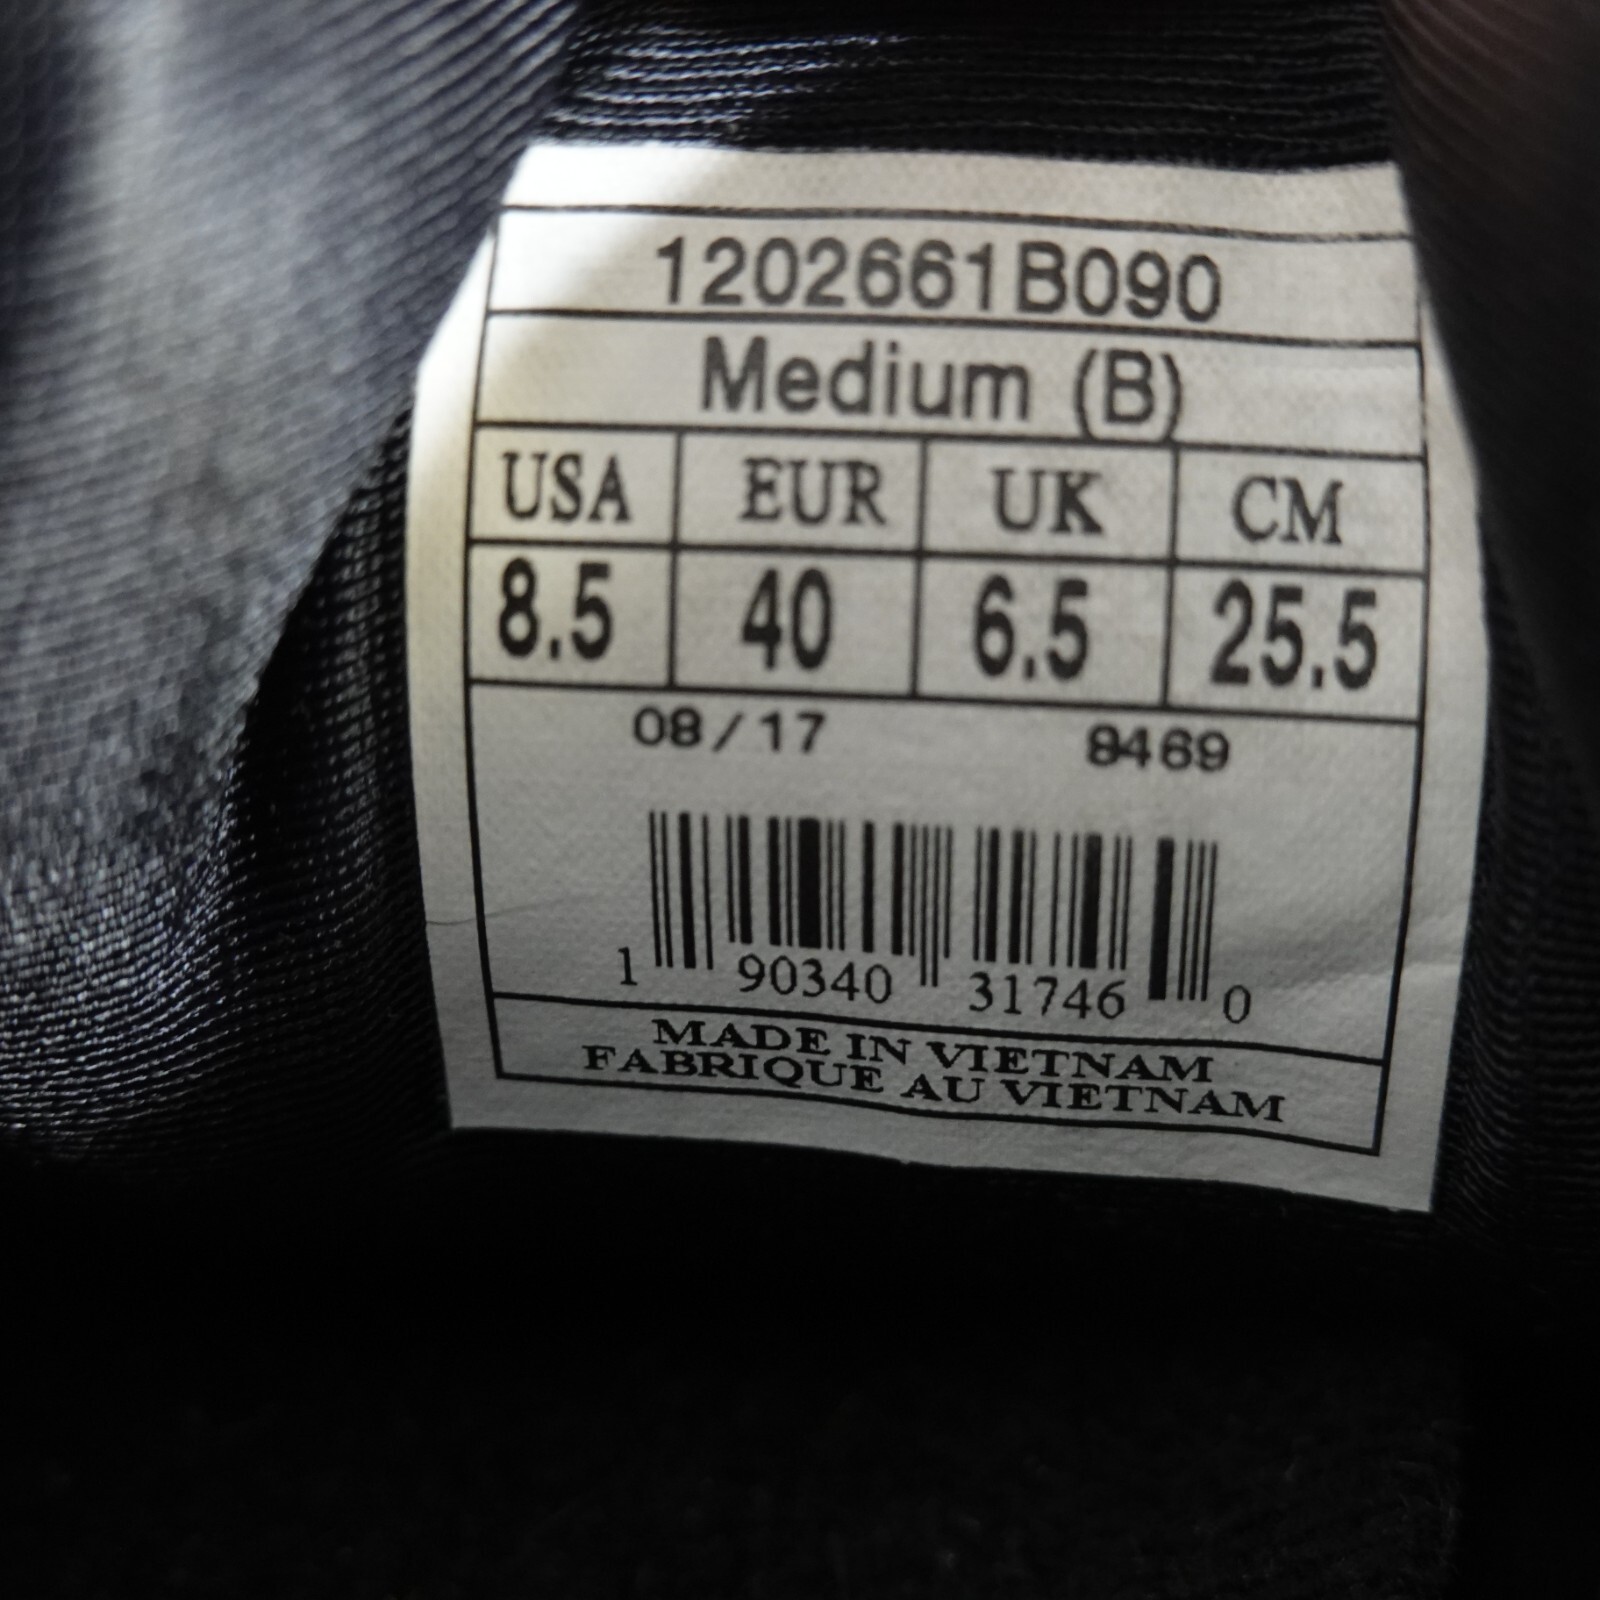 1202661B090
Medium (B)
USA EUR UK CM
8.5 40 6.5 25.5
08/17 8469
1 90340 31746 0
MADE IN VIETNAM
FABRIQUE AU VIETNAM